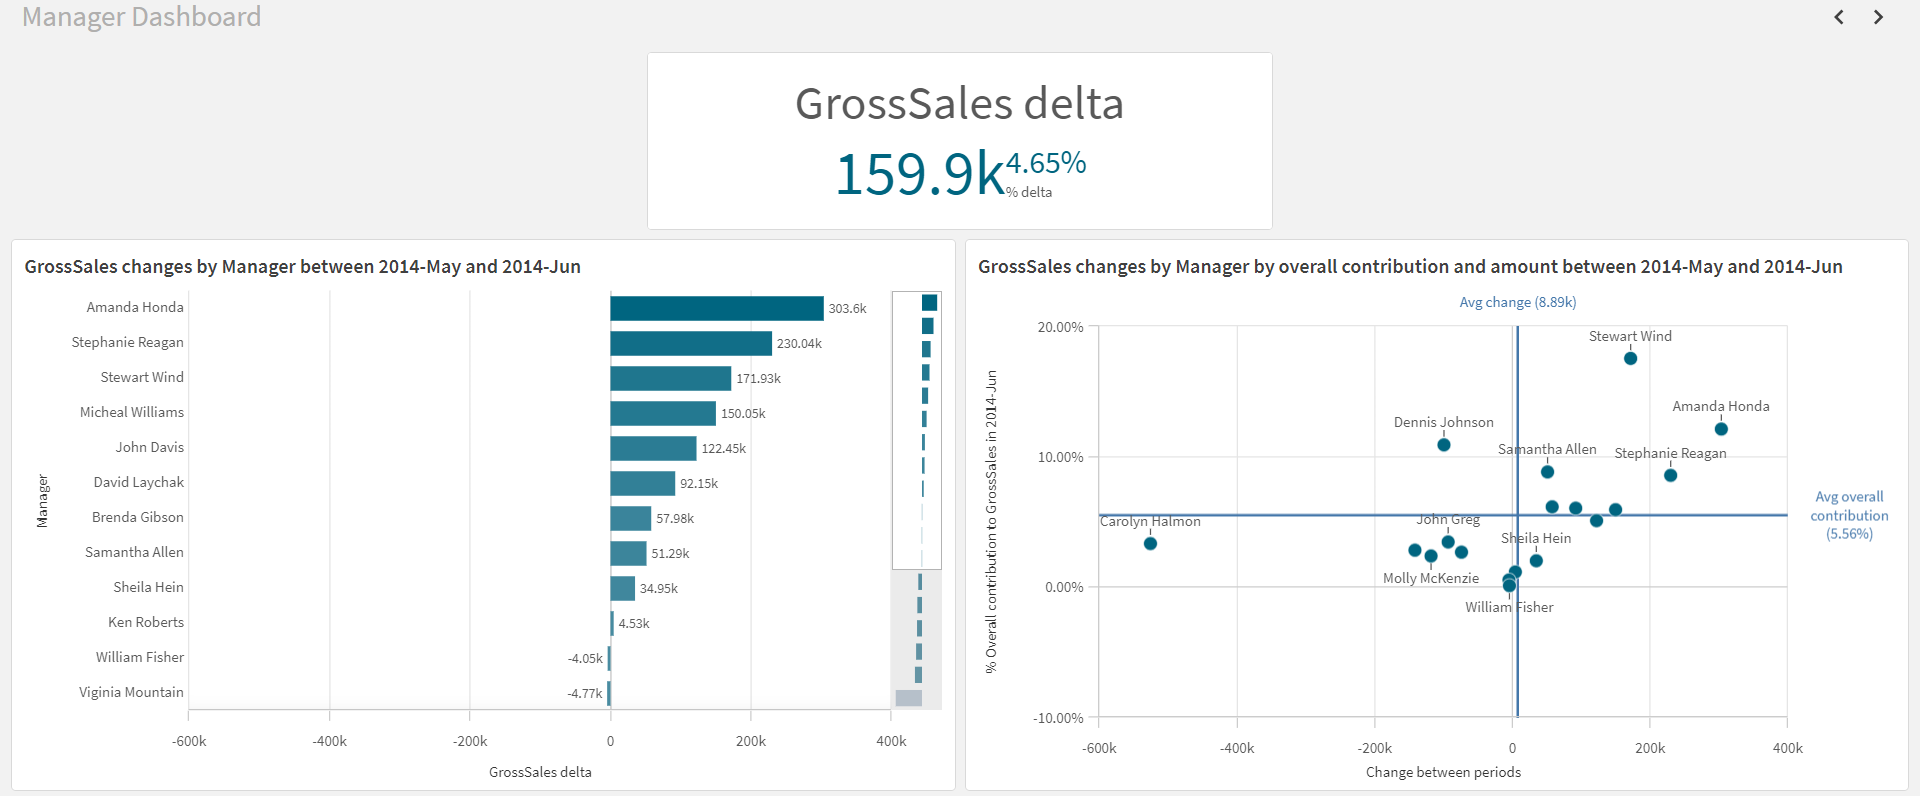 Manager Dashboard
GrossSales delta
159.9k
4.65%
% delta
GrossSales changes by Manager between 2014-May and 2014-Jun
Manager
Amanda Honda 303.6k
Stephanie Reagan 230.04k
Stewart Wind 171.93k
Micheal Williams 150.05k
John Davis 122.45k
David Laychak 92.15k
Brenda Gibson 57.98k
Samantha Allen 51.29k
Sheila Hein 34.95k
Ken Roberts 4.53k
William Fisher -4.05k
Viginia Mountain -4.77k
-600k -400k -200k 0 200k 400k
GrossSales delta
GrossSales changes by Manager by overall contribution and amount between 2014-May and 2014-Jun
Avg change (8.89k)
% Overall contribution to GrossSales in 2014-Jun
20.00%
10.00%
0.00%
-10.00%
Stewart Wind
Amanda Honda
Dennis Johnson
Samantha Allen
Stephanie Reagan
Carolyn Halmon
John Greg
Sheila Hein
Molly McKenzie
William Fisher
Avg overall
contribution
(5.56%)
-600k -400k -200k 0 200k 400k
Change between periods